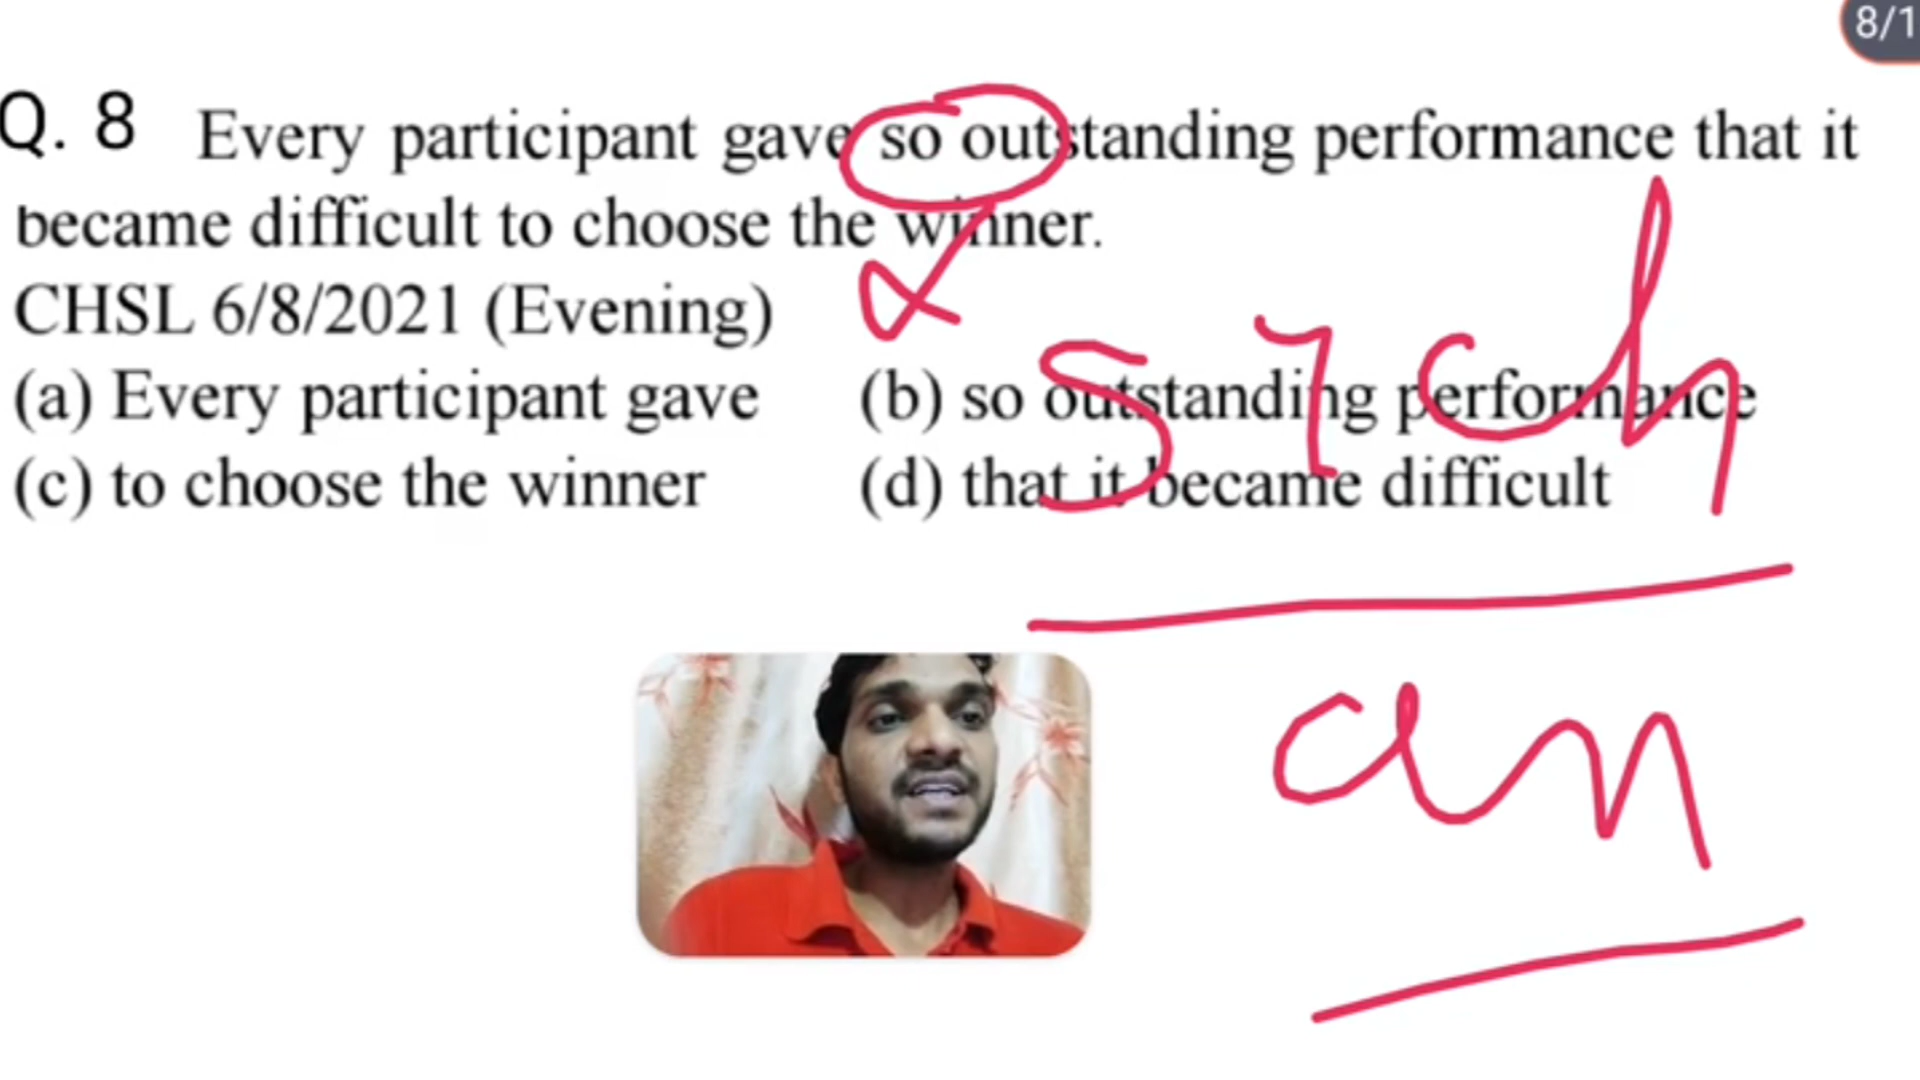 8/1
Q. 8 Every participant gave so outstanding performance that it
became difficult to choose the winner.
CHSL 6/8/2021 (Evening)
(a) Every participant gave (b) so outstanding performance
(c) to choose the winner (d) that it became difficult
such
an